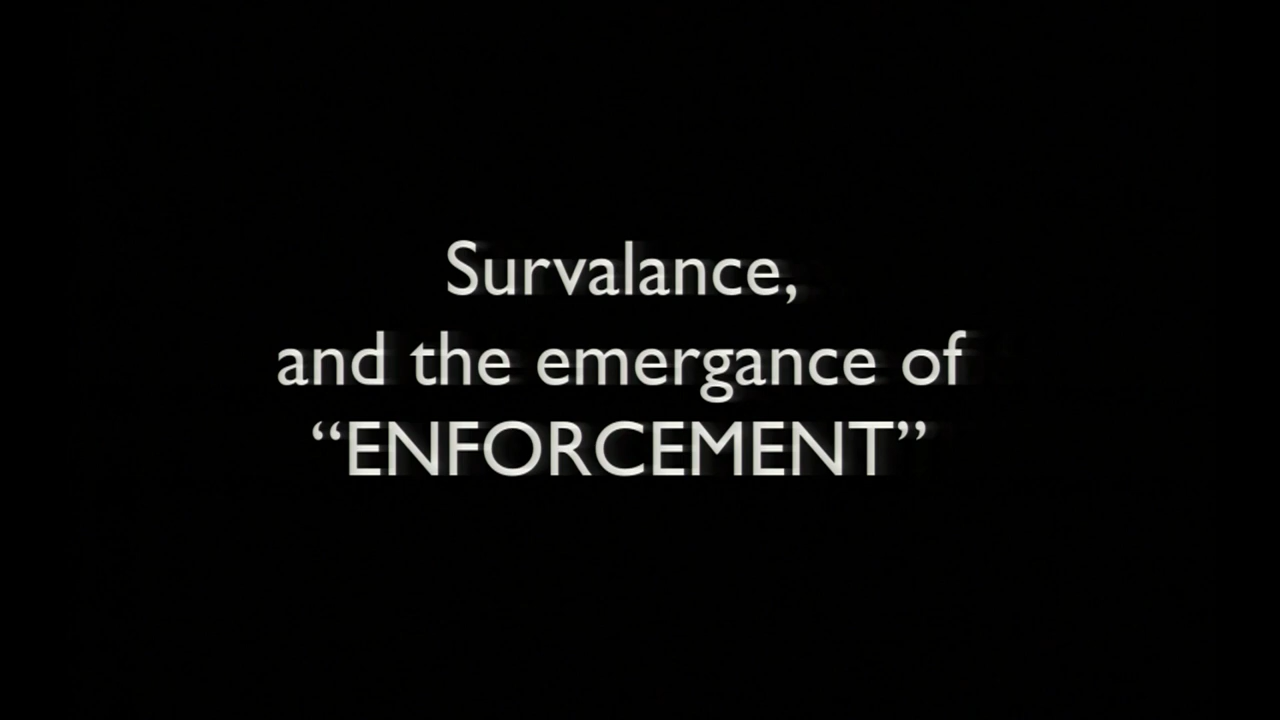 Survalance,
and the emergance of
“ENFORCEMENT”